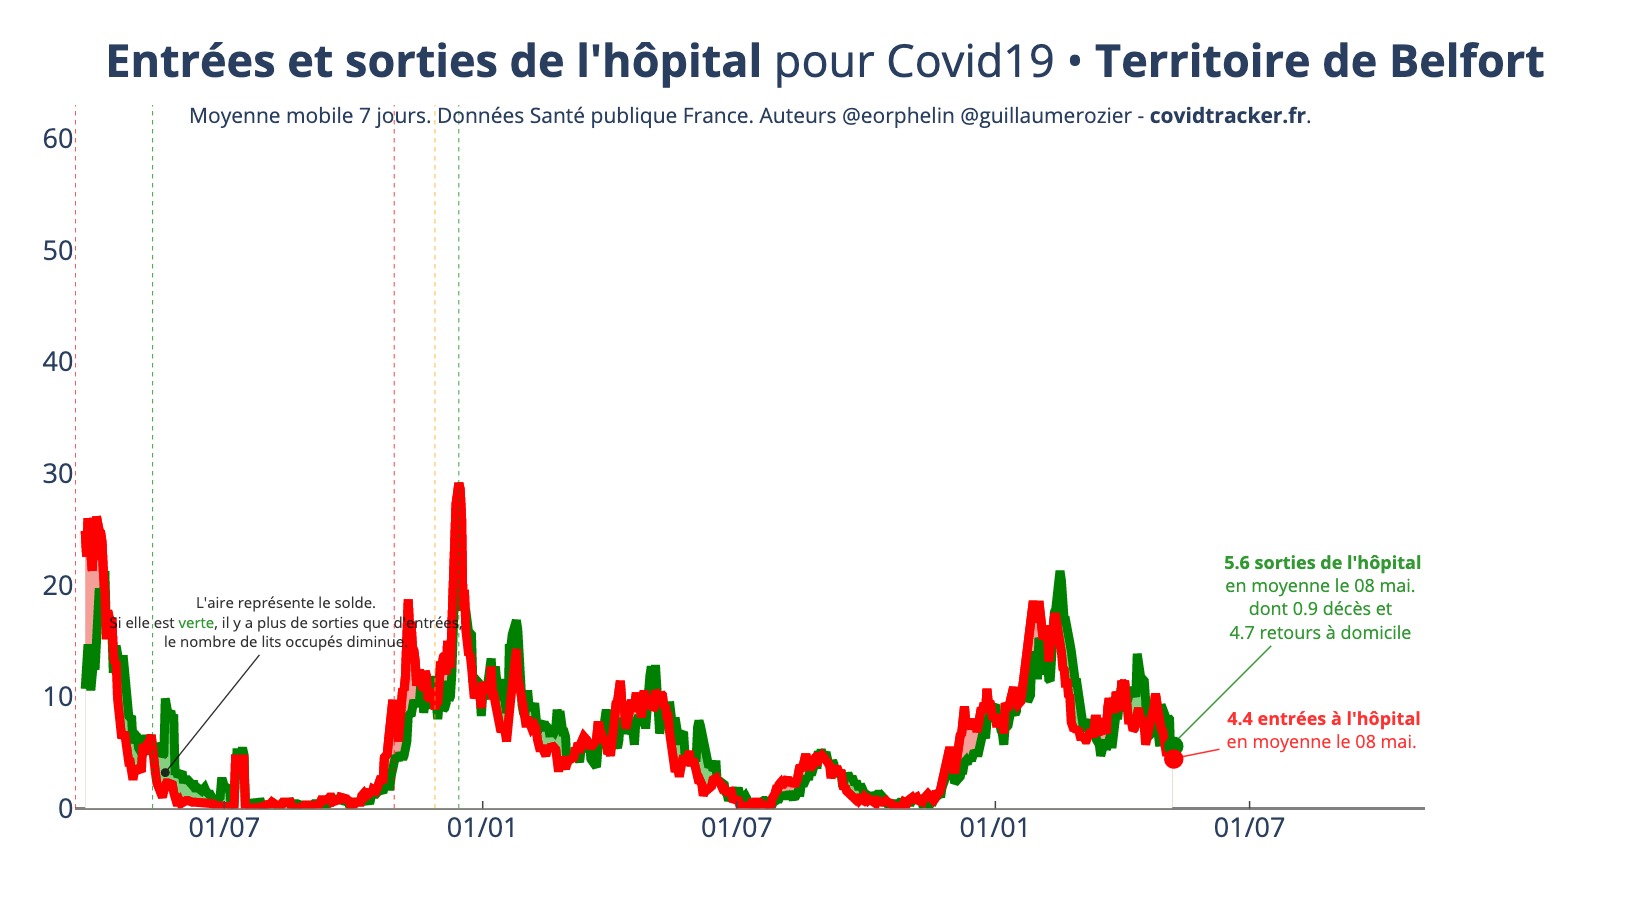 Entrées et sorties de l'hôpital pour Covid19 • Territoire de Belfort
Moyenne mobile 7 jours. Données Santé publique France. Auteurs @eorphelin @guillaumerozier - covidtracker.fr.
60
50
40
30
20
10
0
L'aire représente le solde.
Si elle est verte, il y a plus de sorties que d'entrées,
le nombre de lits occupés diminue.
5.6 sorties de l'hôpital
en moyenne le 08 mai.
dont 0.9 décès et
4.7 retours à domicile
4.4 entrées à l'hôpital
en moyenne le 08 mai.
01/07
01/01
01/07
01/01
01/07